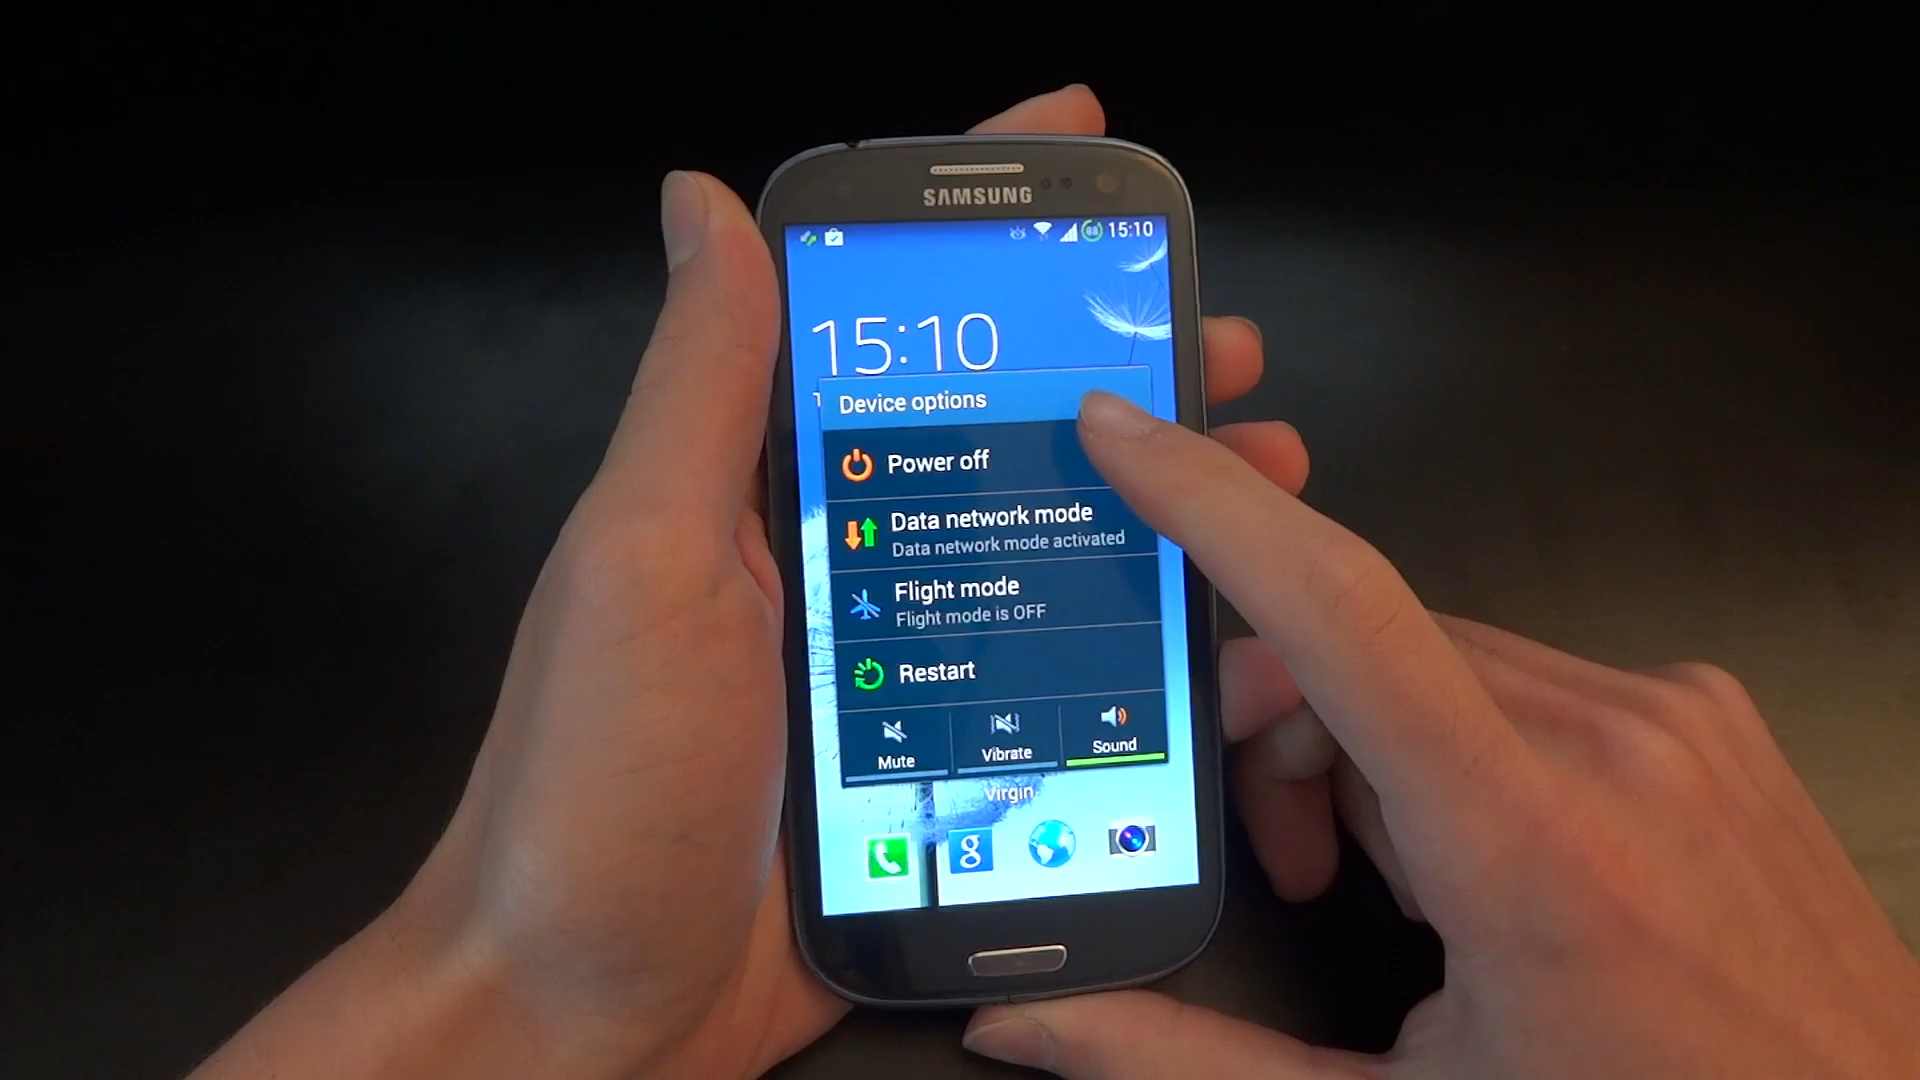 SAMSUNG
88 15:10
15:10
Device options
Power off
Data network mode
Data network mode activated
Flight mode
Flight mode is OFF
Restart
Mute
Vibrate
Sound
Virgin
g